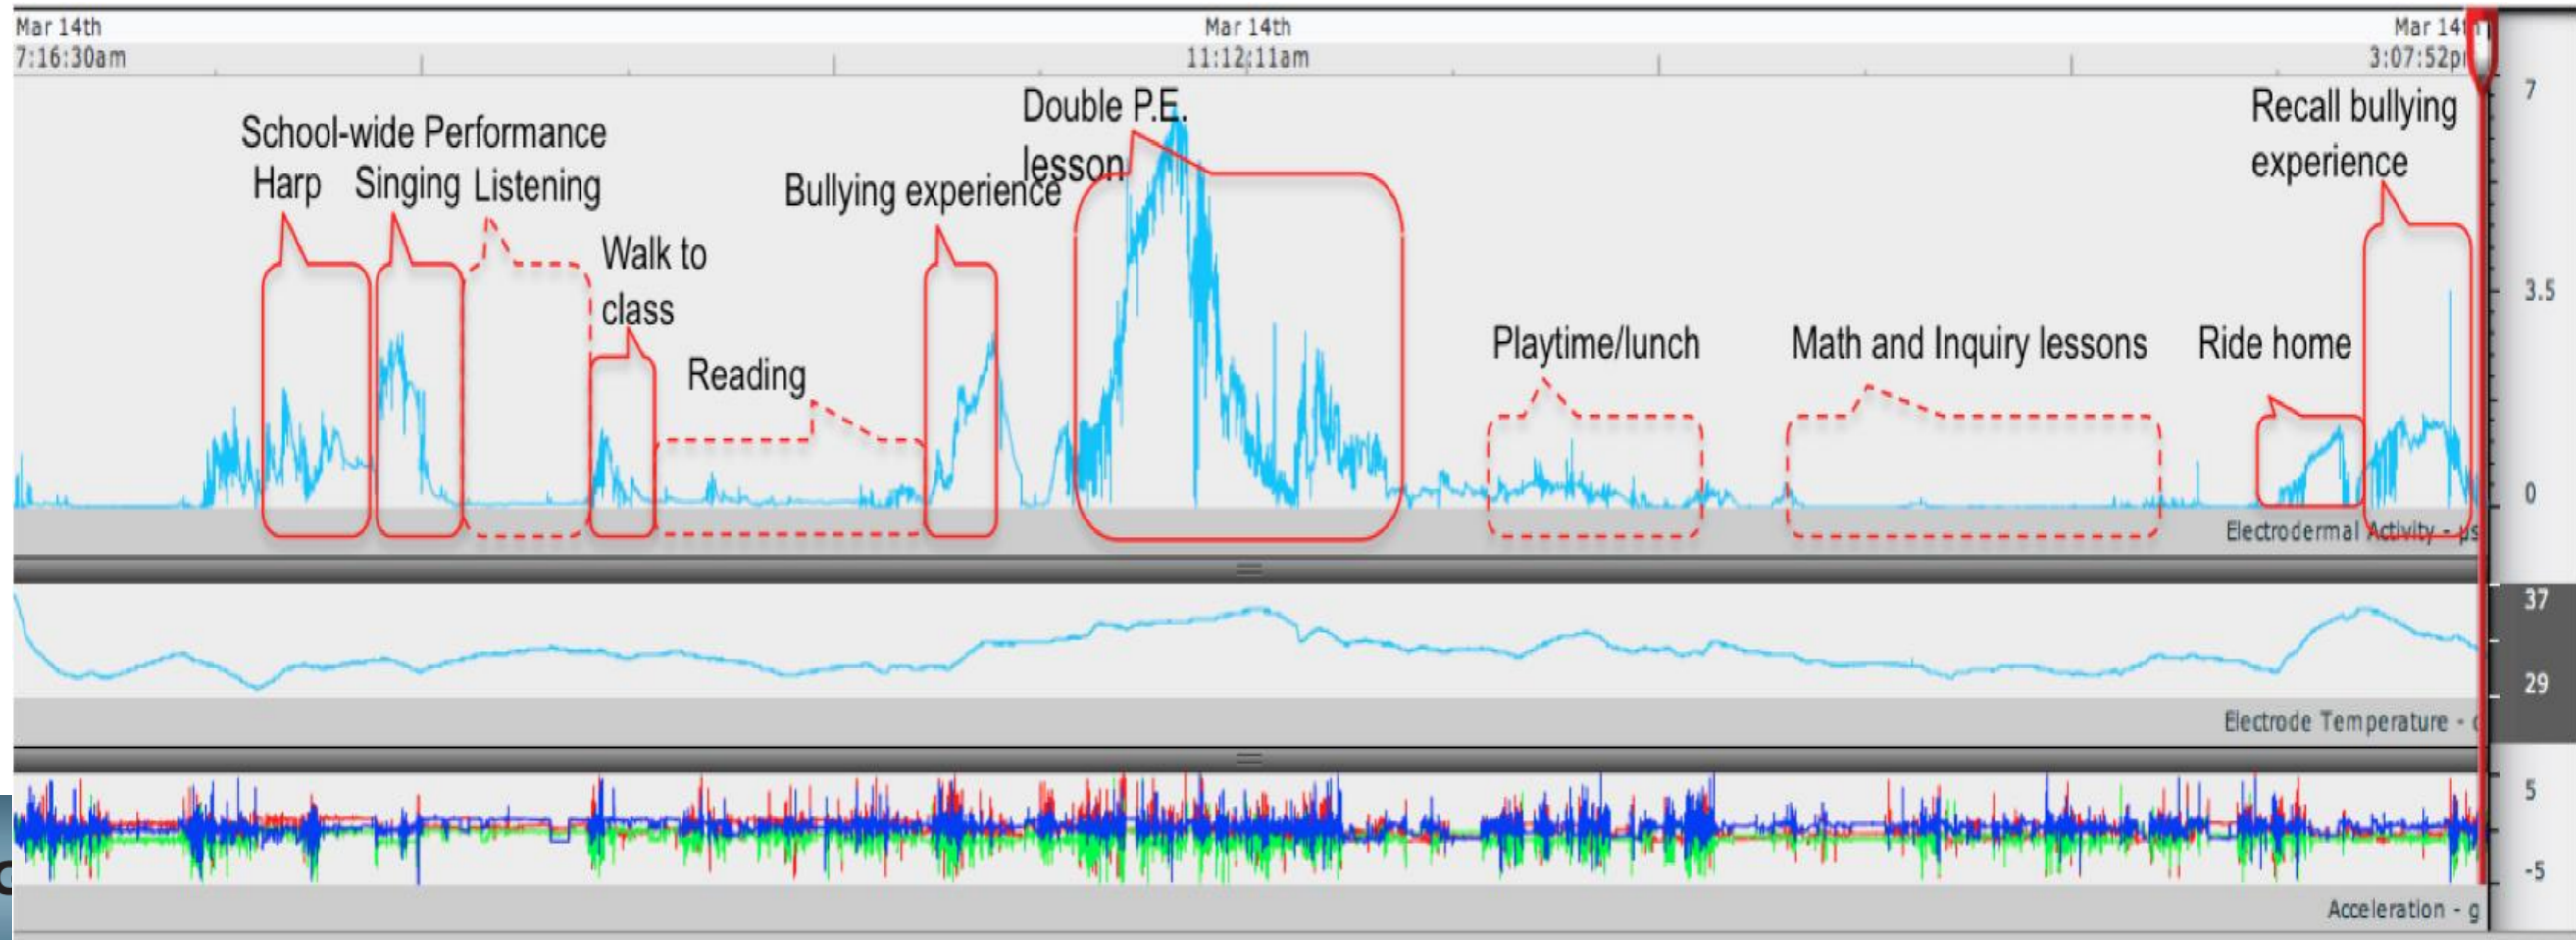 Mar 14th
Mar 14th
Mar 14t
7:16:30am
11:12:11am
3:07:52p
School-wide Performance
Harp
Singing
Listening
Walk to
class
Reading
Bullying experience
Double P.E.
lesson
Playtime/lunch
Math and Inquiry lessons
Ride home
Recall bullying
experience
7
3.5
0
Electrodermal Activity - µs
37
29
Electrode Temperature -
5
-5
Acceleration - g